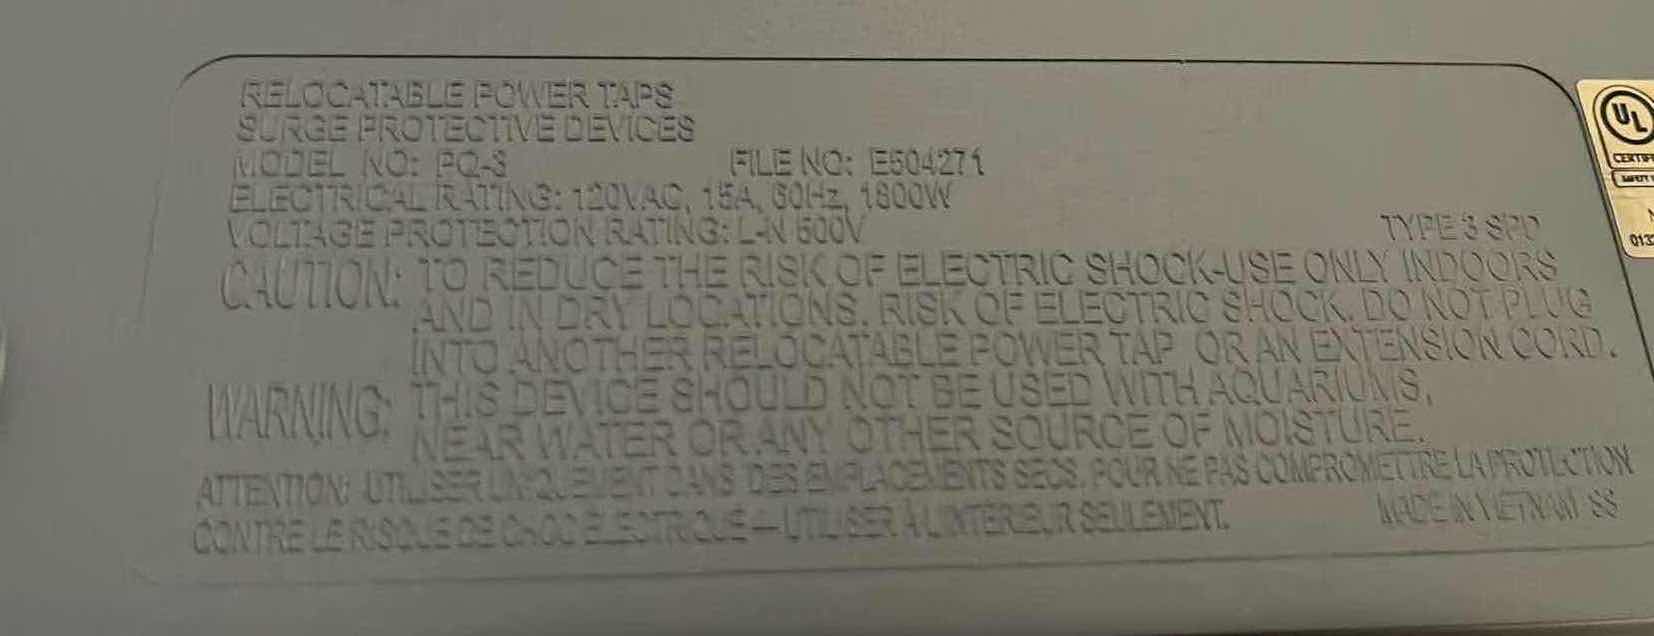 RELOCATABLE POWER TAPS
SURGE PROTECTIVE DEVICES
MODEL NO: PQ-3 FILE NO: E504271
ELECTRICAL RATING: 120VAC, 15A, 60Hz, 1800W
VOLTAGE PROTECTION RATING: L-N 600V TYPE 3 SPD
CAUTION: TO REDUCE THE RISK OF ELECTRIC SHOCK-USE ONLY INDOORS
AND IN DRY LOCATIONS. RISK OF ELECTRIC SHOCK. DO NOT PLUG
INTO ANOTHER RELOCATABLE POWER TAP OR AN EXTENSION CORD.
WARNING: THIS DEVICE SHOULD NOT BE USED WITH AQUARIUMS,
NEAR WATER OR ANY OTHER SOURCE OF MOISTURE.
ATTENTION: UTILISER UNIQUEMENT DANS DES EMPLACEMENTS SECS. POUR NE PAS COMPROMETTRE LA PROTECTION
CONTRE LE RISQUE DE CHOC ÉLECTRIQUE—UTILISER À L'INTÉRIEUR SEULEMENT. MADE IN VIETNAM SS
UL